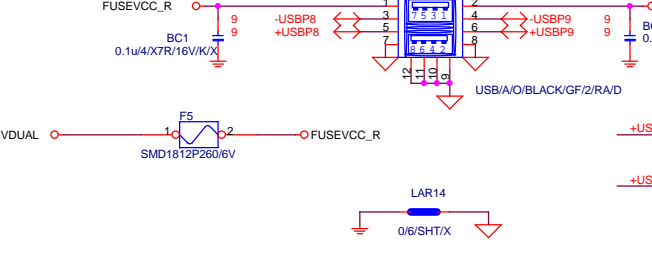 FUSEVCC_R
1
2
9 -USBP8
3
7 5 3 1
4
-USBP9 9
9 +USBP8
5
6
+USBP9 9
BC1
7
8
0.1u/4/X7R/16V/K/X
8 6 4 2
0.
12 11 10 9
USB/A/O/BLACK/GF/2/RA/D
F5
VDUAL
1
2
FUSEVCC_R
+US
SMD1812P260/6V
+US
LAR14
0/6/SHT/X